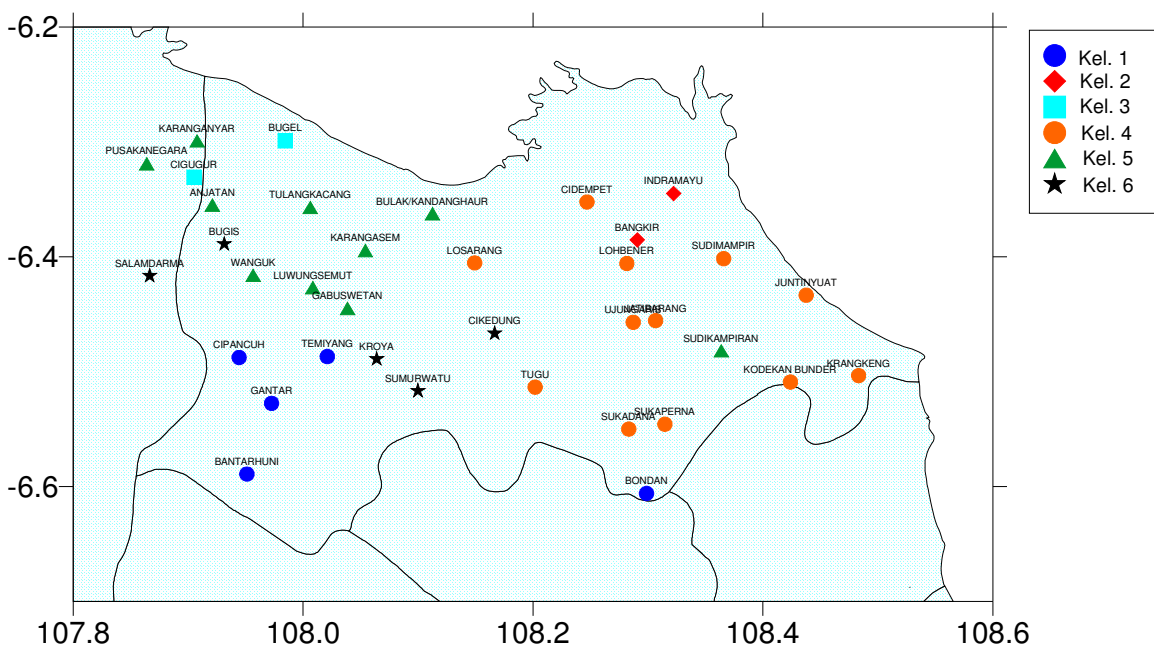 -6.2
Kel. 1
Kel. 2
Kel. 3
Kel. 4
Kel. 5
Kel. 6
KARANGANYAR
BUGEL
PUSAKANEGARA
CIGUGUR
ANJATAN
TULANGKACANG
BULAK/KANDANGHAUR
CIDEMPET
INDRAMAYU
BUGIS
KARANGASEM
LOSARANG
BANGKIR
LOHBENER
SUDIMAMPIR
-6.4
SALAMDARMA
WANGUK
LUWUNGSEMUT
GABUSWETAN
JUNTINYUAT
CIKEDUNG
UJUNGARIS
JATIBARANG
SUDIKAMPIRAN
CIPANCUH
TEMIYANG
KROYA
SUMURWATU
TUGU
KODEKAN BUNDER
KRANGKENG
GANTAR
SUKADANA
SUKAPERNA
BANTARHUNI
BONDAN
-6.6
107.8
108.0
108.2
108.4
108.6